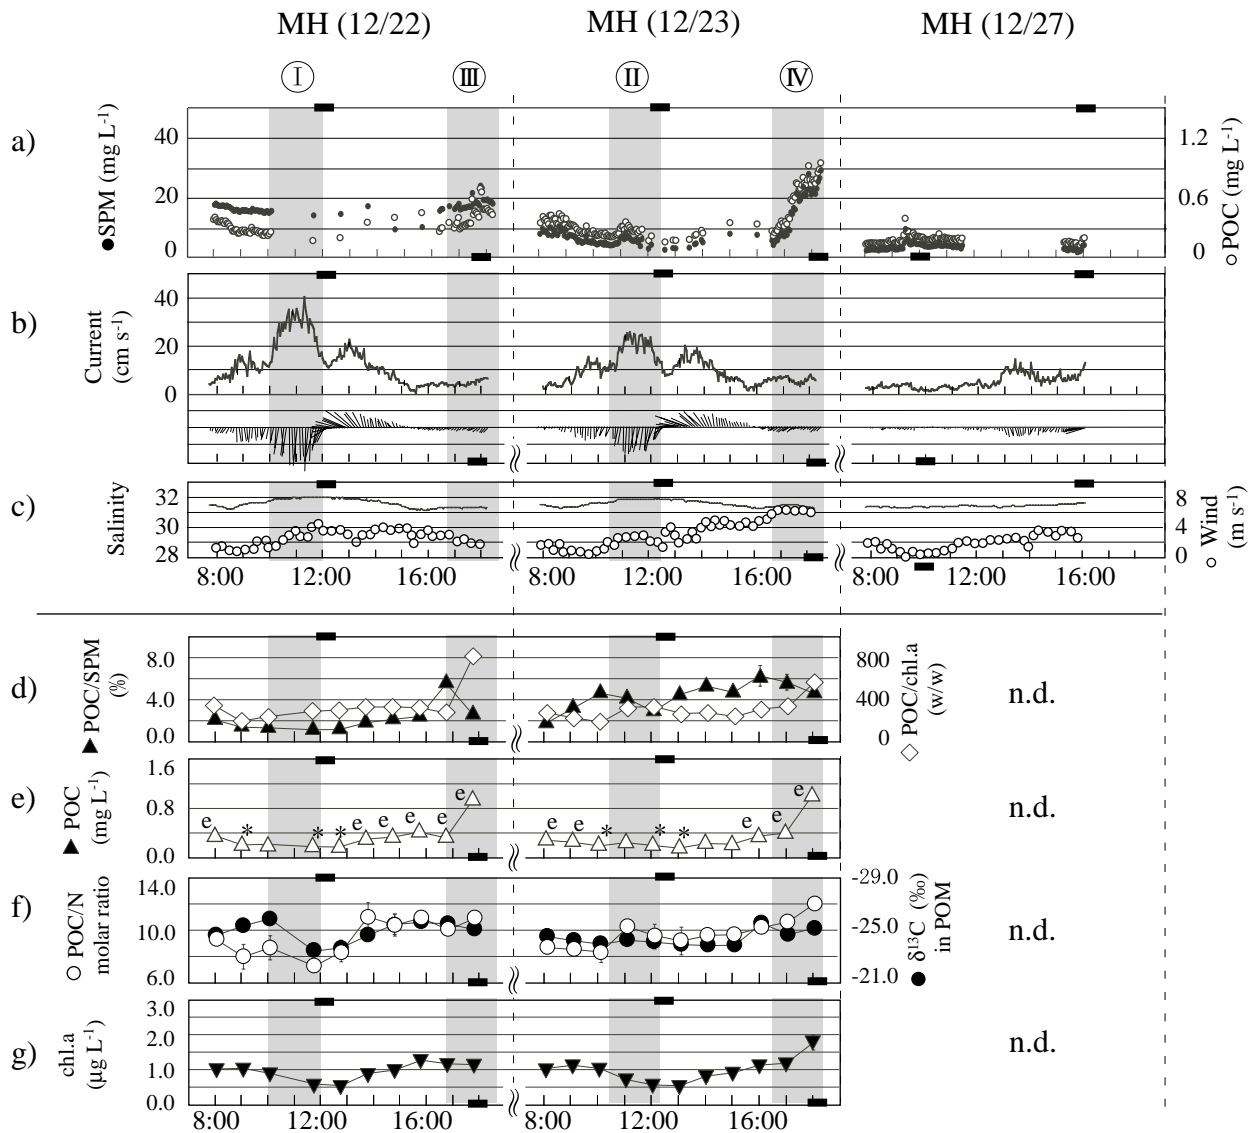 MH (12/22) MH (12/23) MH (12/27)
Ⅰ Ⅲ Ⅱ Ⅳ
a)
●SPM (mg L-1)
40
20
0
1.2
0.6
0
○POC (mg L-1)
b)
Current
(cm s-1)
40
20
0
c)
Salinity
32
30
28
8
4
0
○ Wind
(m s-1)
8:00 12:00 16:00 8:00 12:00 16:00 8:00 12:00 16:00
d)
▲ POC/SPM
(%)
8.0
4.0
0.0
800
400
0
◇ POC/chl.a
(w/w)
n.d.
e)
▲ POC
(mg L-1)
1.6
0.8
0.0
e * * * e e e e e
e e * * * e e e
n.d.
f)
○ POC/N
molar ratio
14.0
10.0
6.0
-29.0
-25.0
-21.0
● δ13C (‰)
in POM
n.d.
g)
chl.a
(μg L-1)
3.0
2.0
1.0
0.0
n.d.
8:00 12:00 16:00 8:00 12:00 16:00